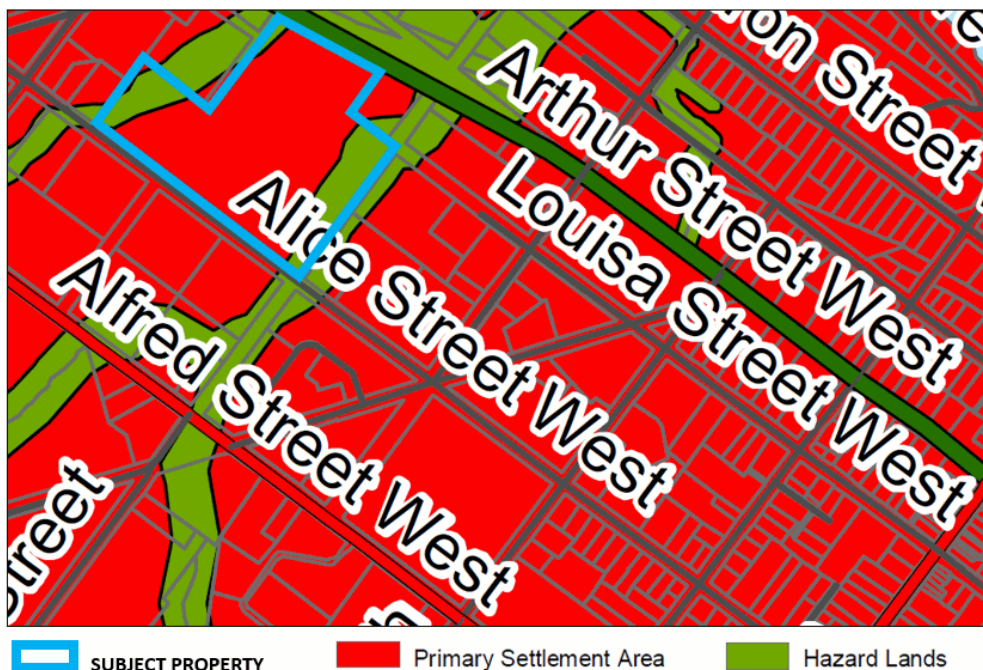 Arthur Street West
Louisa Street West
Alice Street West
Alfred Street West
SUBJECT PROPERTY
Primary Settlement Area
Hazard Lands